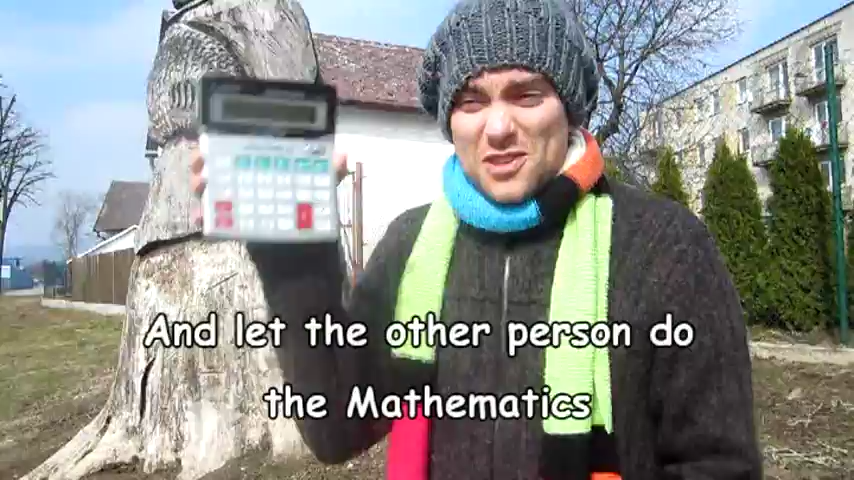 And let the other person do
the Mathematics